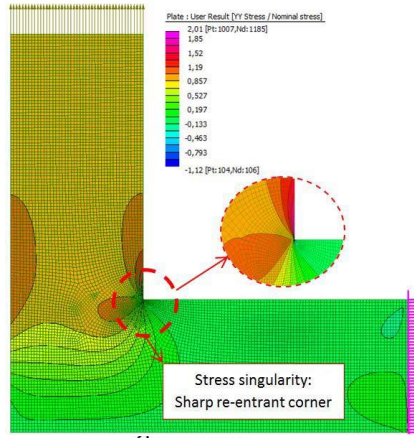 Plate : User Result [YY Stress / Nominal stress]
2,01 [Pt:1007,Nd:1185]
1,85
1,52
1,19
0,857
0,527
0,197
-0,133
-0,463
-0,793
-1,12 [Pt:104,Nd:106]
Stress singularity:
Sharp re-entrant corner